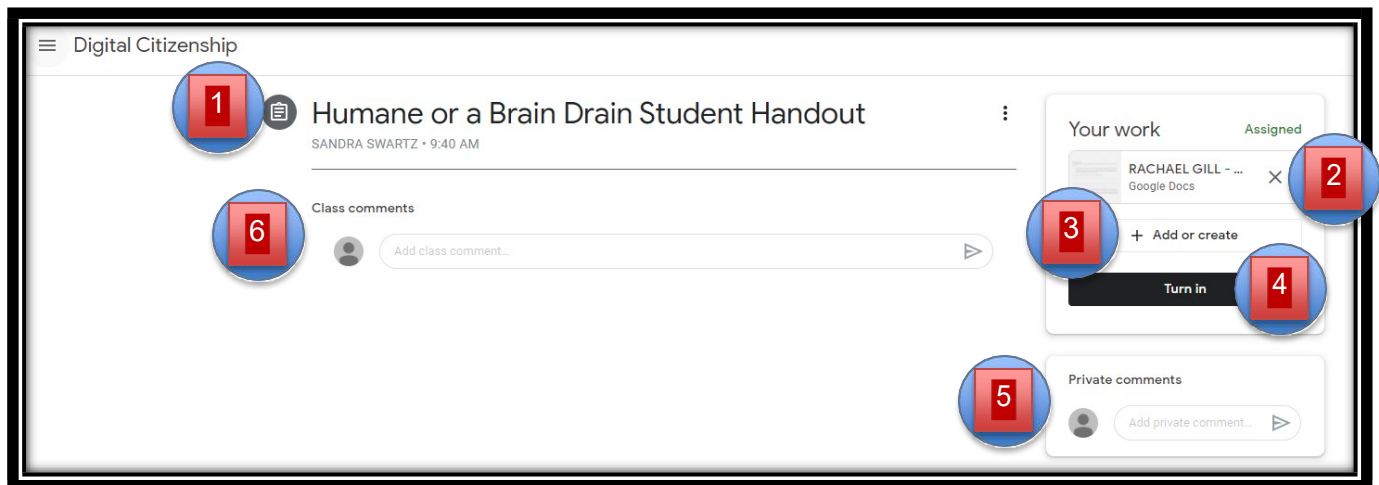 Digital Citizenship
1
Humane or a Brain Drain Student Handout
SANDRA SWARTZ • 9:40 AM
6
Class comments
Add class comment...
Your work
Assigned
RACHAEL GILL - ...
Google Docs
2
3
+ Add or create
Turn in
4
5
Private comments
Add private comment...